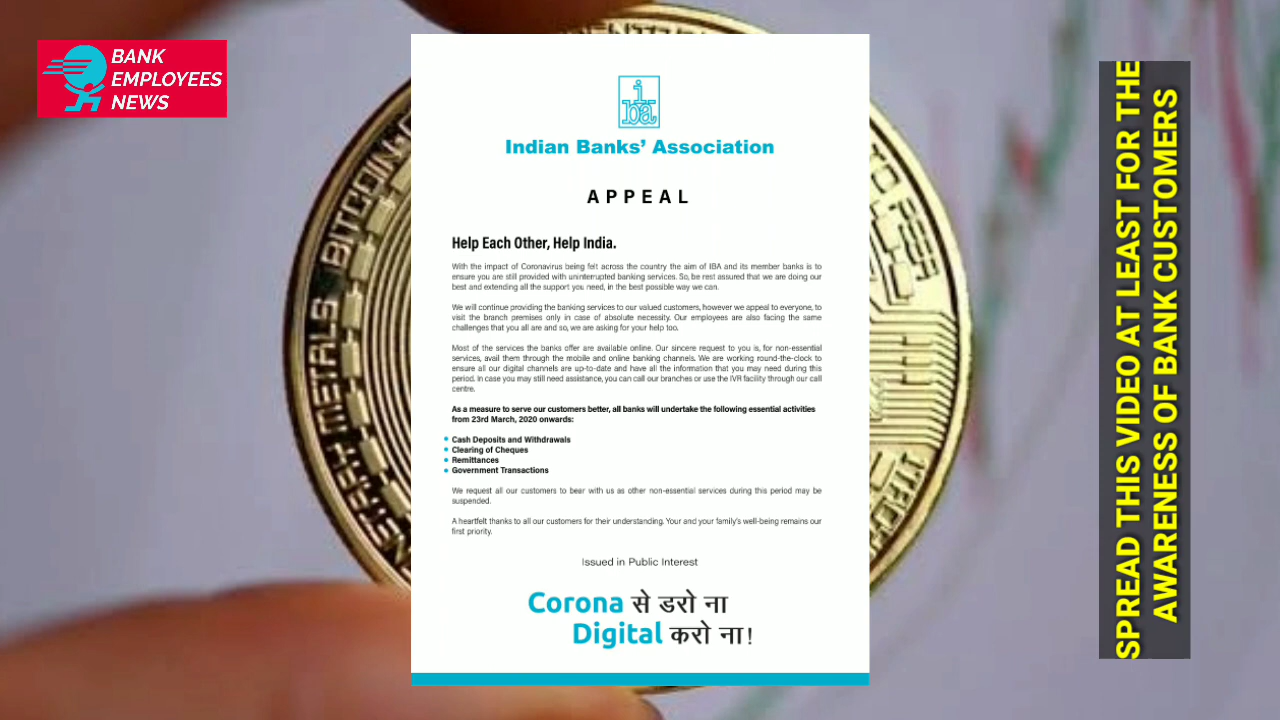 BANK
EMPLOYEES
NEWS
iba
Indian Banks' Association
APPEAL
Help Each Other, Help India.
With the impact of Coronavirus being felt across the country the aim of IBA and its member banks is to
ensure you are still provided with uninterrupted banking services. So, be rest assured that we are doing our
best and extending all the support you need, in the best possible way we can.
We will continue providing the banking services to our valued customers, however we appeal to everyone, to
visit the branch premises only in case of absolute necessity. Our employees are also facing the same
challenges that you all are and so, we are asking for your help too.
Most of the services the banks offer are available online. Our sincere request to you is, for non-essential
services, avail them through the mobile and online banking channels. We are working round-the-clock to
ensure all our digital channels are up-to-date and have all the information that you may need during this
period. In case you may still need assistance, you can call our branches or use the IVR facility through our call
centre.
As a measure to serve our customers better, all banks will undertake the following essential activities
from 23rd March, 2020 onwards:
Cash Deposits and Withdrawals
Clearing of Cheques
Remittances
Government Transactions
We request all our customers to bear with us as other non-essential services during this period may be
suspended.
A heartfelt thanks to all our customers for their understanding. Your and your family's well-being remains our
first priority.
Issued in Public Interest
Corona से डरो ना
Digital करो ना!
SPREAD THIS VIDEO AT LEAST FOR THE
AWARENESS OF BANK CUSTOMERS
BITCOIN
METALS